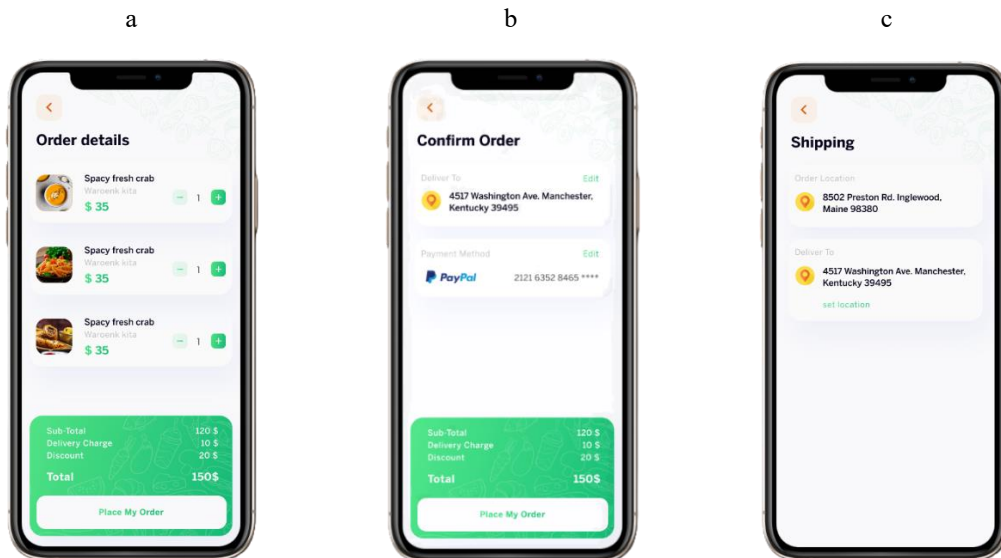 a
b
c
Order details
Spacy fresh crab
Waroenk kita
$ 35
1
Spacy fresh crab
Waroenk kita
$ 35
1
Spacy fresh crab
Waroenk kita
$ 35
1
Sub-Total 120 $
Delivery Charge 10 $
Discount 20 $
Total 150$
Place My Order
Confirm Order
Deliver To Edit
4517 Washington Ave. Manchester,
Kentucky 39495
Payment Method Edit
PayPal 2121 6352 8465 ****
Sub-Total 120 $
Delivery Charge 10 $
Discount 20 $
Total 150$
Place My Order
Shipping
Order Location
8502 Preston Rd. Inglewood,
Maine 98380
Deliver To
4517 Washington Ave. Manchester,
Kentucky 39495
set location